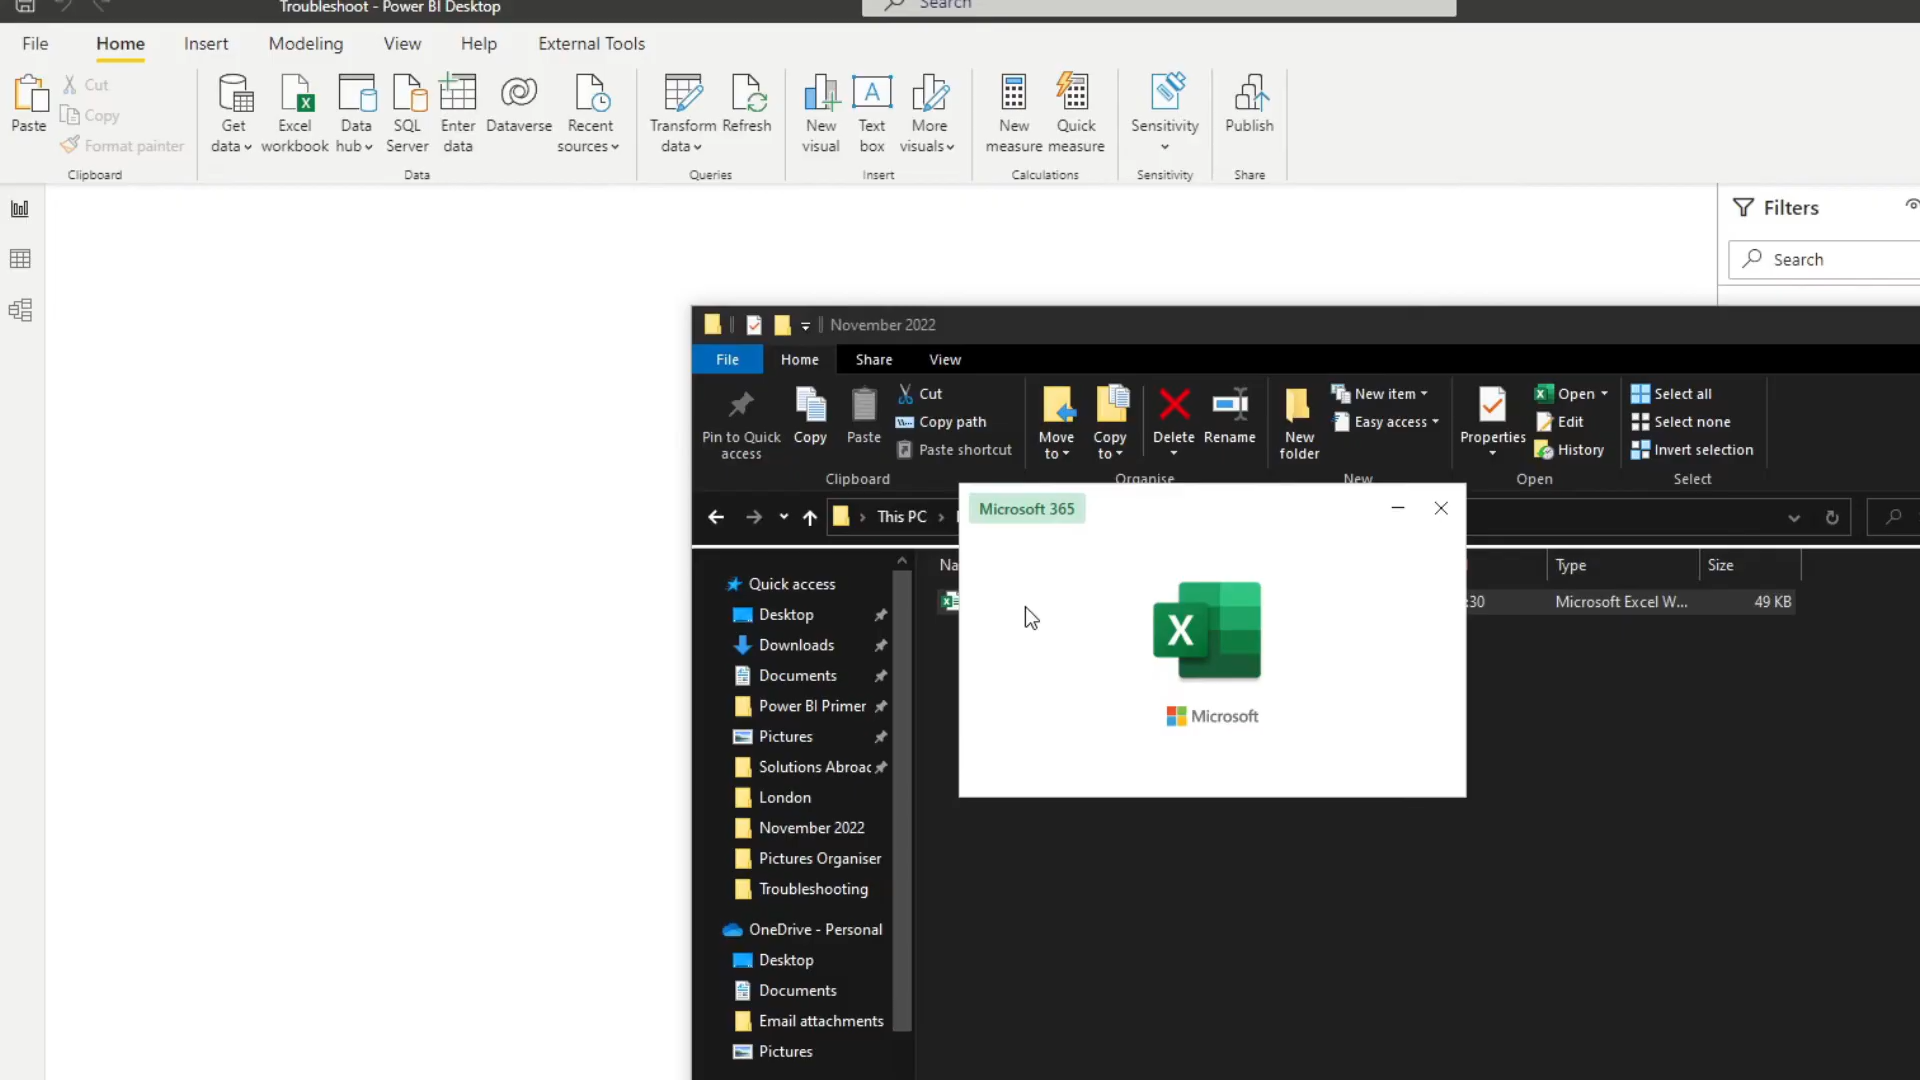 Troubleshoot - Power BI Desktop
Search
File Home Insert Modeling View Help External Tools
Paste
Cut
Copy
Format painter
Clipboard
Get data
Excel workbook
Data hub
SQL Server
Enter data
Dataverse
Recent sources
Data
Transform data
Refresh
Queries
New visual
Text box
More visuals
Insert
New measure
Quick measure
Calculations
Sensitivity
Sensitivity
Publish
Share
Filters
Search
November 2022
File Home Share View
Pin to Quick access
Copy
Paste
Cut
Copy path
Paste shortcut
Clipboard
Move to
Copy to
Delete
Rename
Organise
New folder
New item
Easy access
New
Properties
Open
Edit
History
Open
Select all
Select none
Invert selection
Select
This PC
Microsoft 365
X
Microsoft
Na
Type
Size
:30
Microsoft Excel W...
49 KB
Quick access
Desktop
Downloads
Documents
Power BI Primer
Pictures
Solutions Abroad
London
November 2022
Pictures Organiser
Troubleshooting
OneDrive - Personal
Desktop
Documents
Email attachments
Pictures